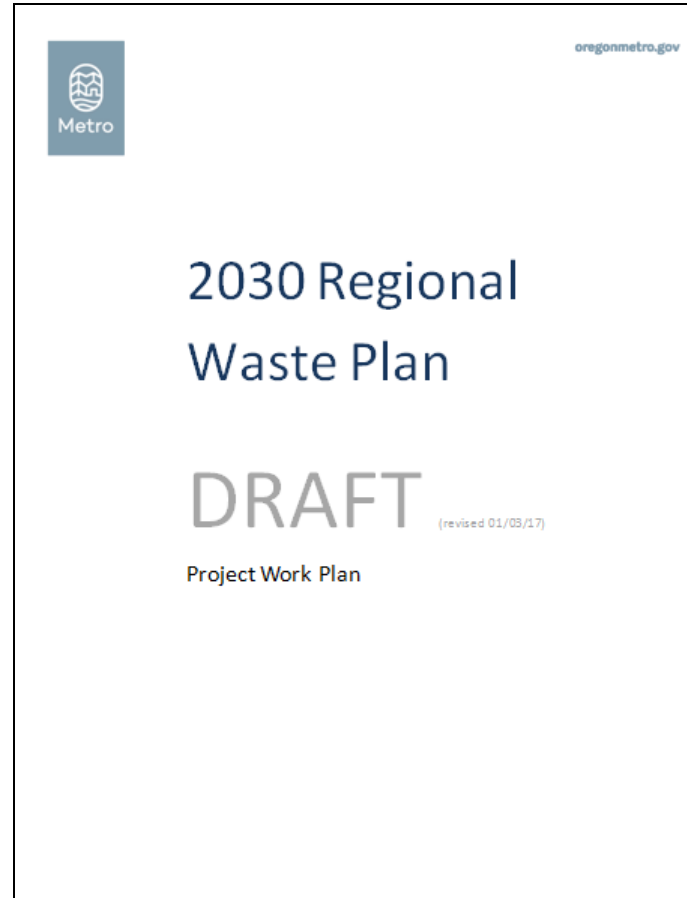 oregonmetro.gov
Metro
2030 Regional
Waste Plan
DRAFT (revised 01/03/17)
Project Work Plan